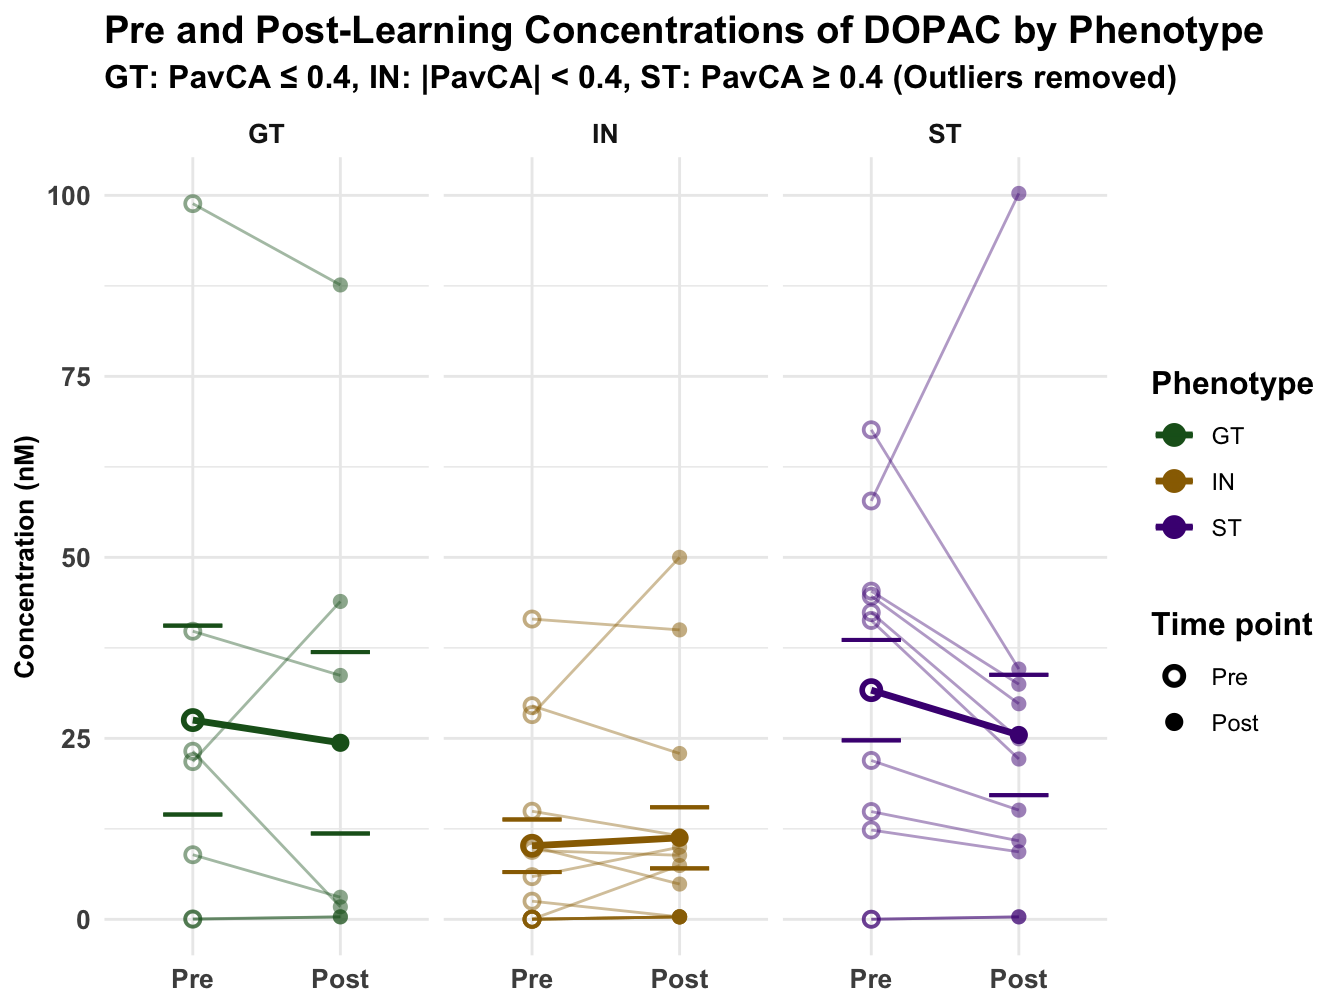 Pre and Post-Learning Concentrations of DOPAC by Phenotype
GT: PavCA ≤ 0.4, IN: |PavCA| < 0.4, ST: PavCA ≥ 0.4 (Outliers removed)
GT IN ST
100
75
50
25
0
Concentration (nM)
Pre Post Pre Post Pre Post
Phenotype
GT
IN
ST
Time point
Pre
Post